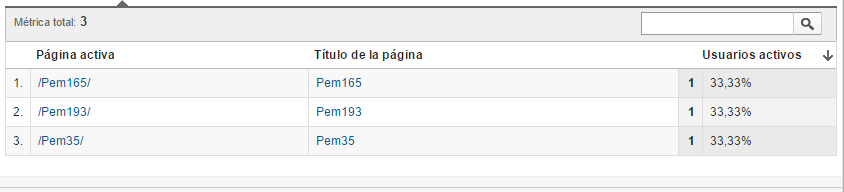 Métrica total: 3
Página activa Título de la página Usuarios activos
1. /Pem165/ Pem165 1 33,33%
2. /Pem193/ Pem193 1 33,33%
3. /Pem35/ Pem35 1 33,33%